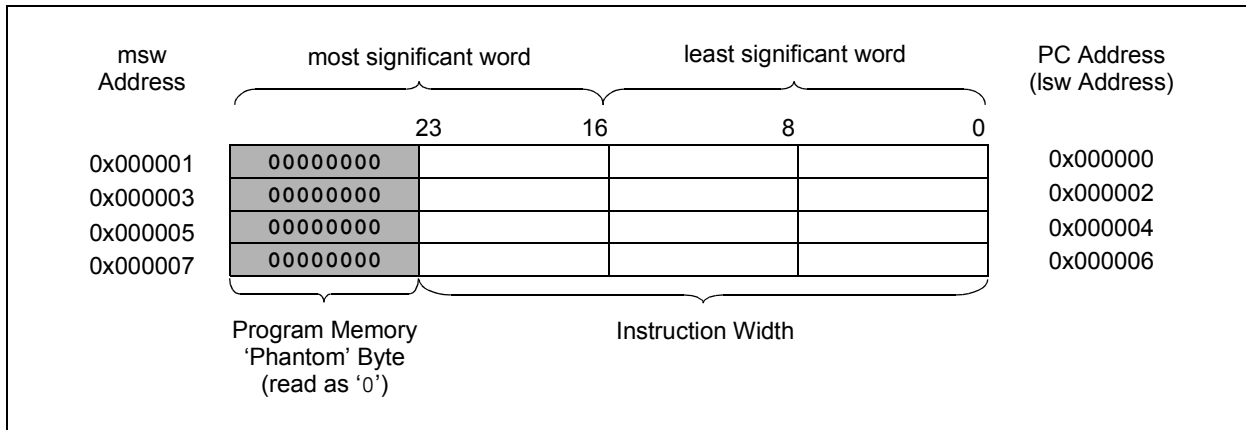 msw
Address
most significant word
least significant word
PC Address
(lsw Address)
23 16 8 0
0x000001 00000000 0x000000
0x000003 00000000 0x000002
0x000005 00000000 0x000004
0x000007 00000000 0x000006
Program Memory
‘Phantom’ Byte
(read as ‘0’)
Instruction Width